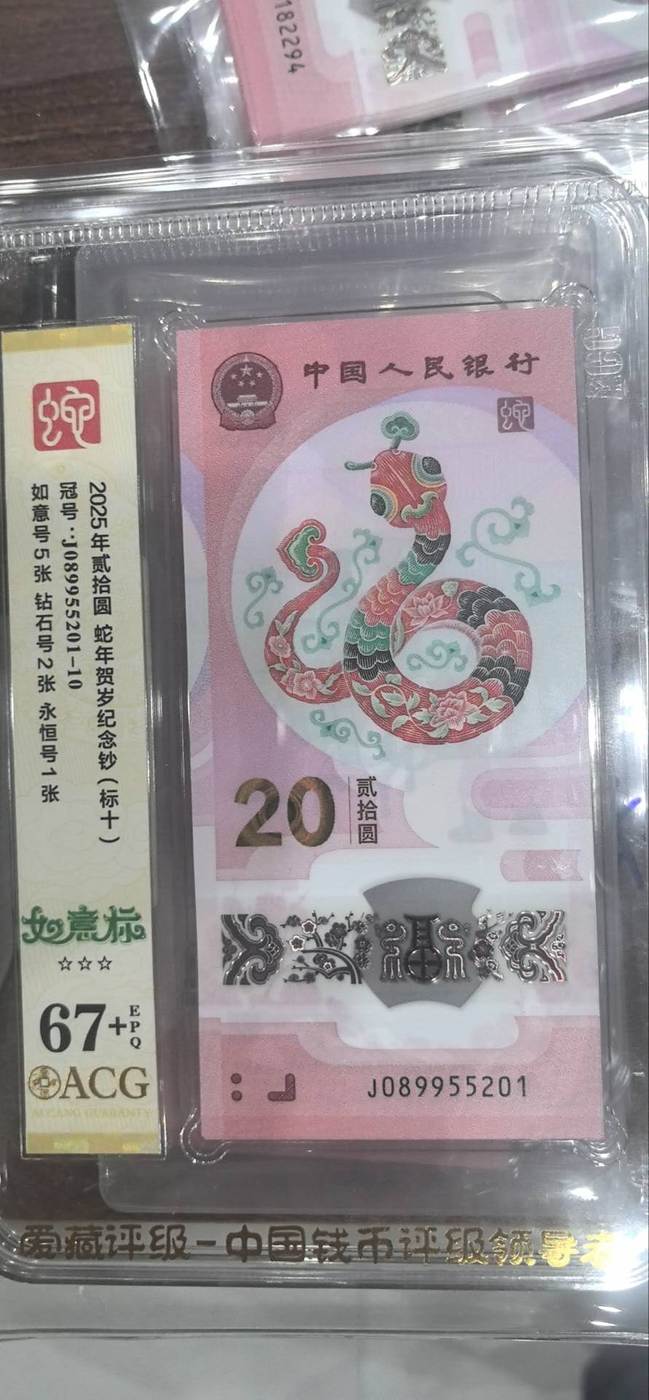 182294
中国人民银行
蛇
20
贰拾圆
J089955201
蛇
2025年贰拾圆 蛇年贺岁纪念钞(标十)
冠号:J089955201-10
如意号5张 钻石号2张 永恒号1张
如意标
☆☆☆
67+EPQ
ACG
AICANG GUARANTY
爱藏评级-中国钱币评级领导者